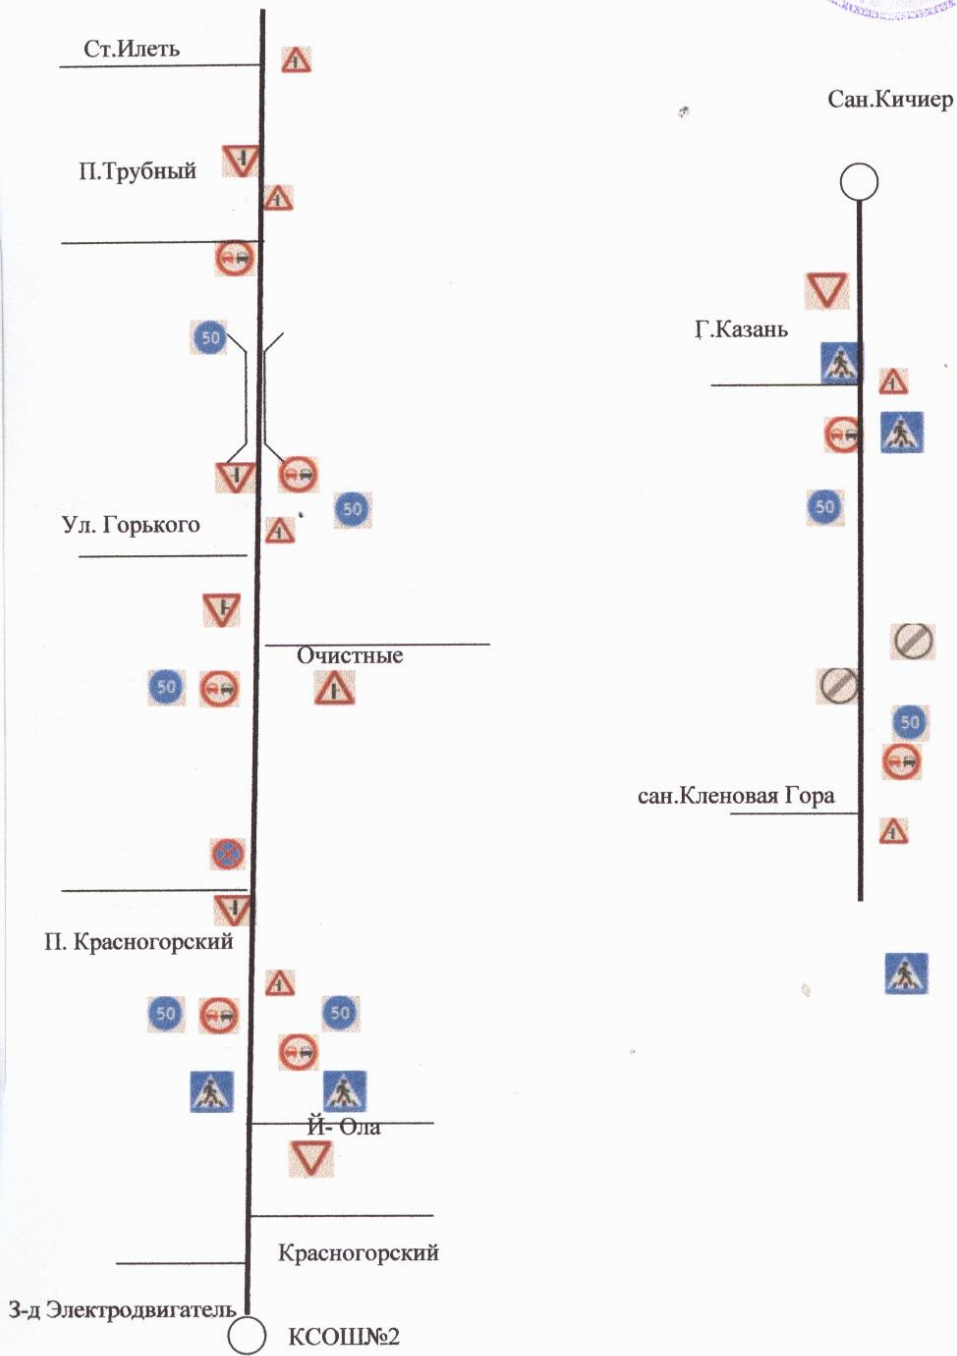 Ст.Илеть
П.Трубный
50
50
Ул. Горького
Очистные
50
П. Красногорский
50
50
Й- Ола
Красногорский
З-д Электродвигатель
КСОШ№2
Сан.Кичиер
Г.Казань
50
50
сан.Кленовая Гора